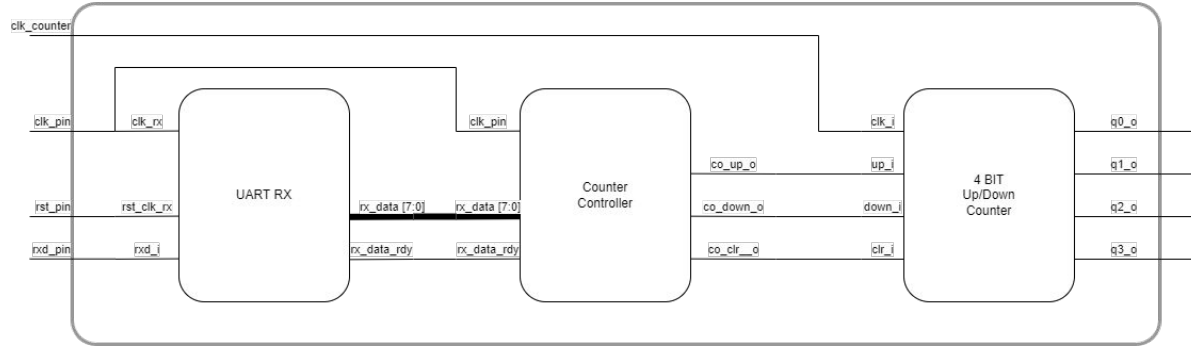 clk_counter
clk_pin
clk_rx
clk_pin
clk_i
q0_o
co_up_o
up_i
q1_o
UART RX
Counter
Controller
4 BIT
Up/Down
Counter
rst_pin
rst_clk_rx
rx_data [7:0]
rx_data [7:0]
co_down_o
down_i
q2_o
rxd_pin
rxd_i
rx_data_rdy
rx_data_rdy
co_clr__o
clr_i
q3_o